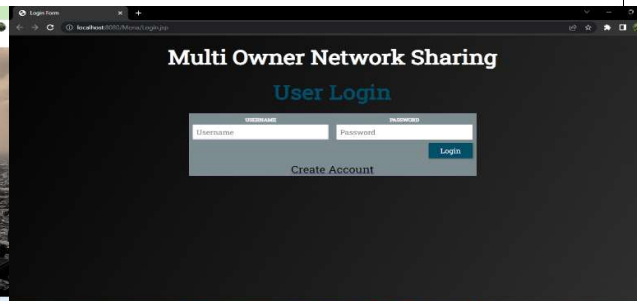 Login Form
localhost:8080/Mona/Login.jsp
Multi Owner Network Sharing
User Login
USERNAME PASSWORD
Username Password
Login
Create Account